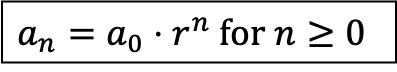 aₙ = a₀ · rⁿ for n ≥ 0